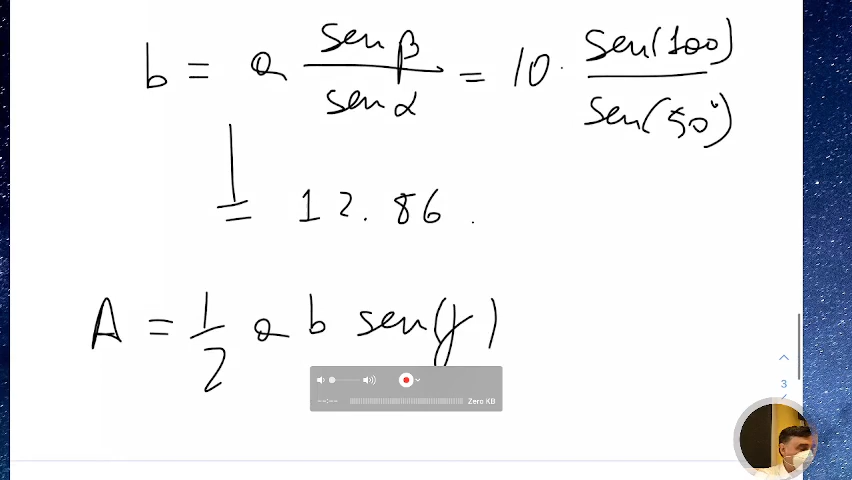 b = a sen β / sen α = 10 · sen(100) / sen(50°)
= 12.86.
A = 1/2 a b sen(γ)
--:-- Zero KB
3